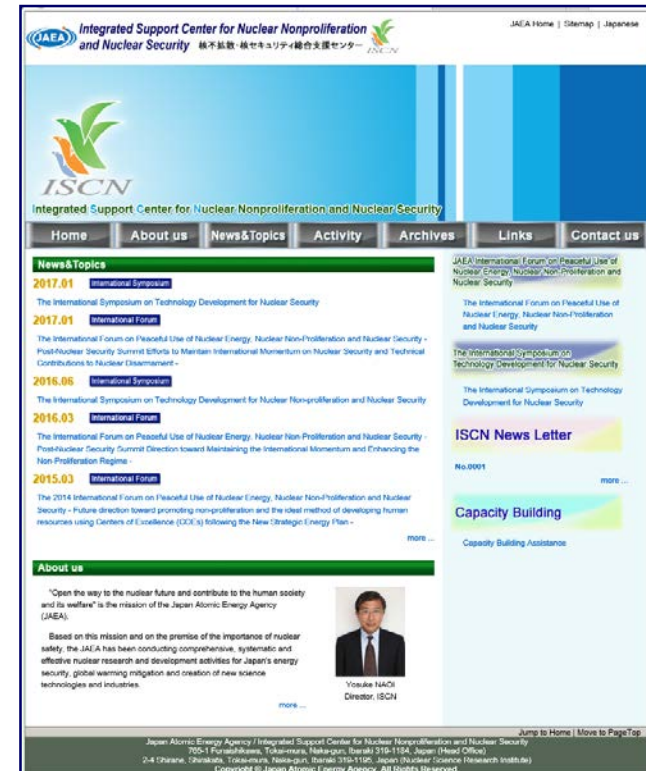 JAEA Home | Sitemap | Japanese
(JAEA)
Integrated Support Center for Nuclear Nonproliferation
and Nuclear Security 核不拡散・核セキュリティ総合支援センター
ISCN
ISCN
Integrated Support Center for Nuclear Nonproliferation and Nuclear Security
Home About us News&Topics Activity Archives Links Contact us
News&Topics
2017.01 International Symposium
The International Symposium on Technology Development for Nuclear Security
2017.01 International Forum
The International Forum on Peaceful Use of Nuclear Energy, Nuclear Non-Proliferation and Nuclear Security -
Post-Nuclear Security Summit Efforts to Maintain International Momentum on Nuclear Security and Technical
Contributions to Nuclear Disarmament -
2016.06 International Symposium
The International Symposium on Technology Development for Nuclear Non-proliferation and Nuclear Security
2016.03 International Forum
The International Forum on Peaceful Use of Nuclear Energy, Nuclear Non-Proliferation and Nuclear Security -
Post-Nuclear Security Summit Direction toward Maintaining the International Momentum and Enhancing the
Non-Proliferation Regime -
2015.03 International Forum
The 2014 International Forum on Peaceful Use of Nuclear Energy, Nuclear Non-Proliferation and Nuclear
Security - Future direction toward promoting non-proliferation and the ideal method of developing human
resources using Centers of Excellence (COEs) following the New Strategic Energy Plan -
more ...
About us
"Open the way to the nuclear future and contribute to the human society
and its welfare" is the mission of the Japan Atomic Energy Agency
(JAEA).
Based on this mission and on the premise of the importance of nuclear
safety, the JAEA has been conducting comprehensive, systematic and
effective nuclear research and development activities for Japan's energy
security, global warming mitigation and creation of new science
technologies and industries.
more ...
Yosuke NAOI
Director, ISCN
JAEA International Forum on Peaceful Use of
Nuclear Energy, Nuclear Non-Proliferation and
Nuclear Security
The International Forum on Peaceful Use of
Nuclear Energy, Nuclear Non-Proliferation
and Nuclear Security
The International Symposium on
Technology Development for Nuclear Security
The International Symposium on Technology
Development for Nuclear Security
ISCN News Letter
No.0001
more ...
Capacity Building
Capacity Building Assistance
Jump to Home | Move to PageTop
Japan Atomic Energy Agency / Integrated Support Center for Nuclear Nonproliferation and Nuclear Security
765-1 Funaishikawa, Tokai-mura, Naka-gun, Ibaraki 319-1184, Japan (Head Office)
2-4 Shirane, Shirakata, Tokai-mura, Naka-gun, Ibaraki 319-1195, Japan (Nuclear Science Research Institute)
Copyright © Japan Atomic Energy Agency. All Rights Reserved.